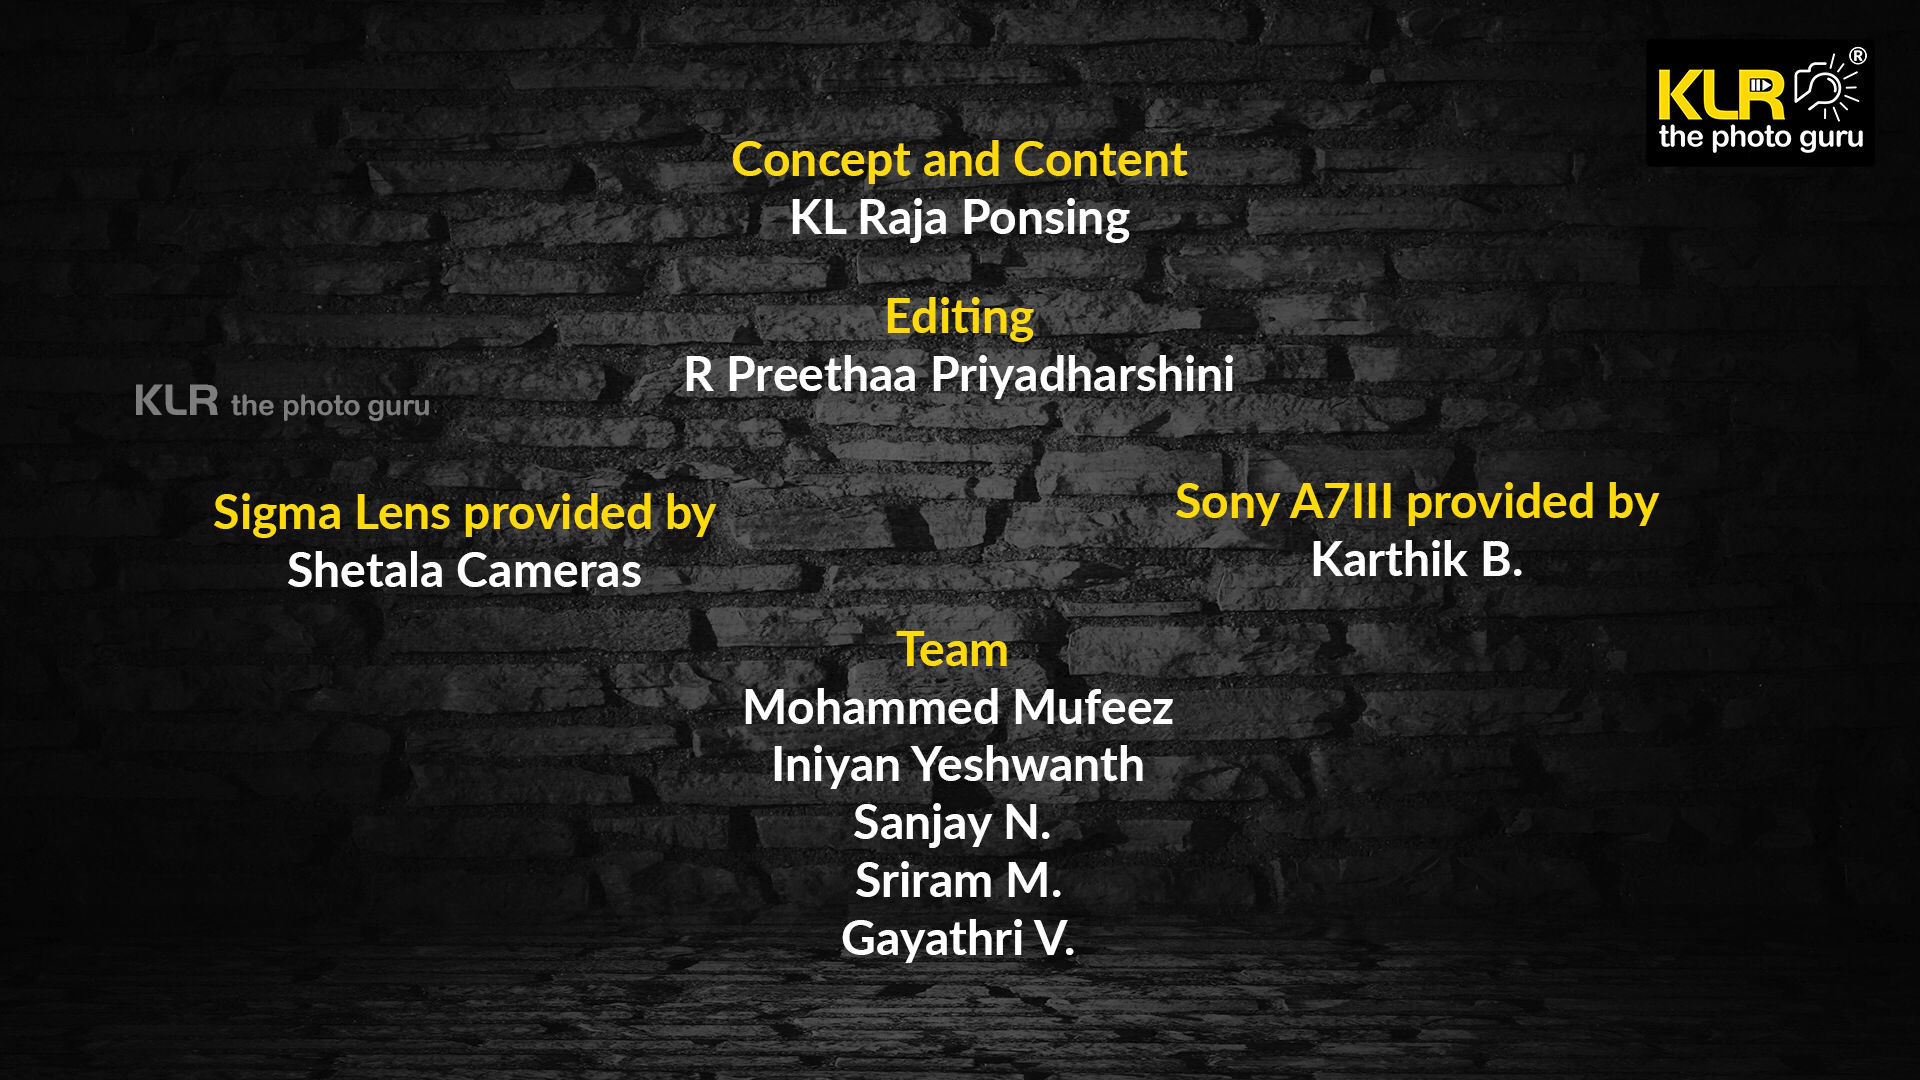 KLR ®
the photo guru
Concept and Content
KL Raja Ponsing
Editing
R Preethaa Priyadharshini
KLR the photo guru
Sigma Lens provided by
Shetala Cameras
Sony A7III provided by
Karthik B.
Team
Mohammed Mufeez
Iniyan Yeshwanth
Sanjay N.
Sriram M.
Gayathri V.